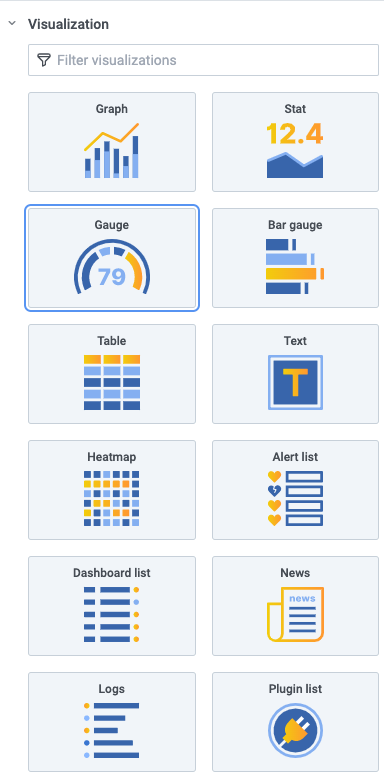 Visualization
Filter visualizations
Graph
Stat
12.4
Gauge
79
Bar gauge
Table
Text
T
Heatmap
Alert list
Dashboard list
News
news
Logs
Plugin list